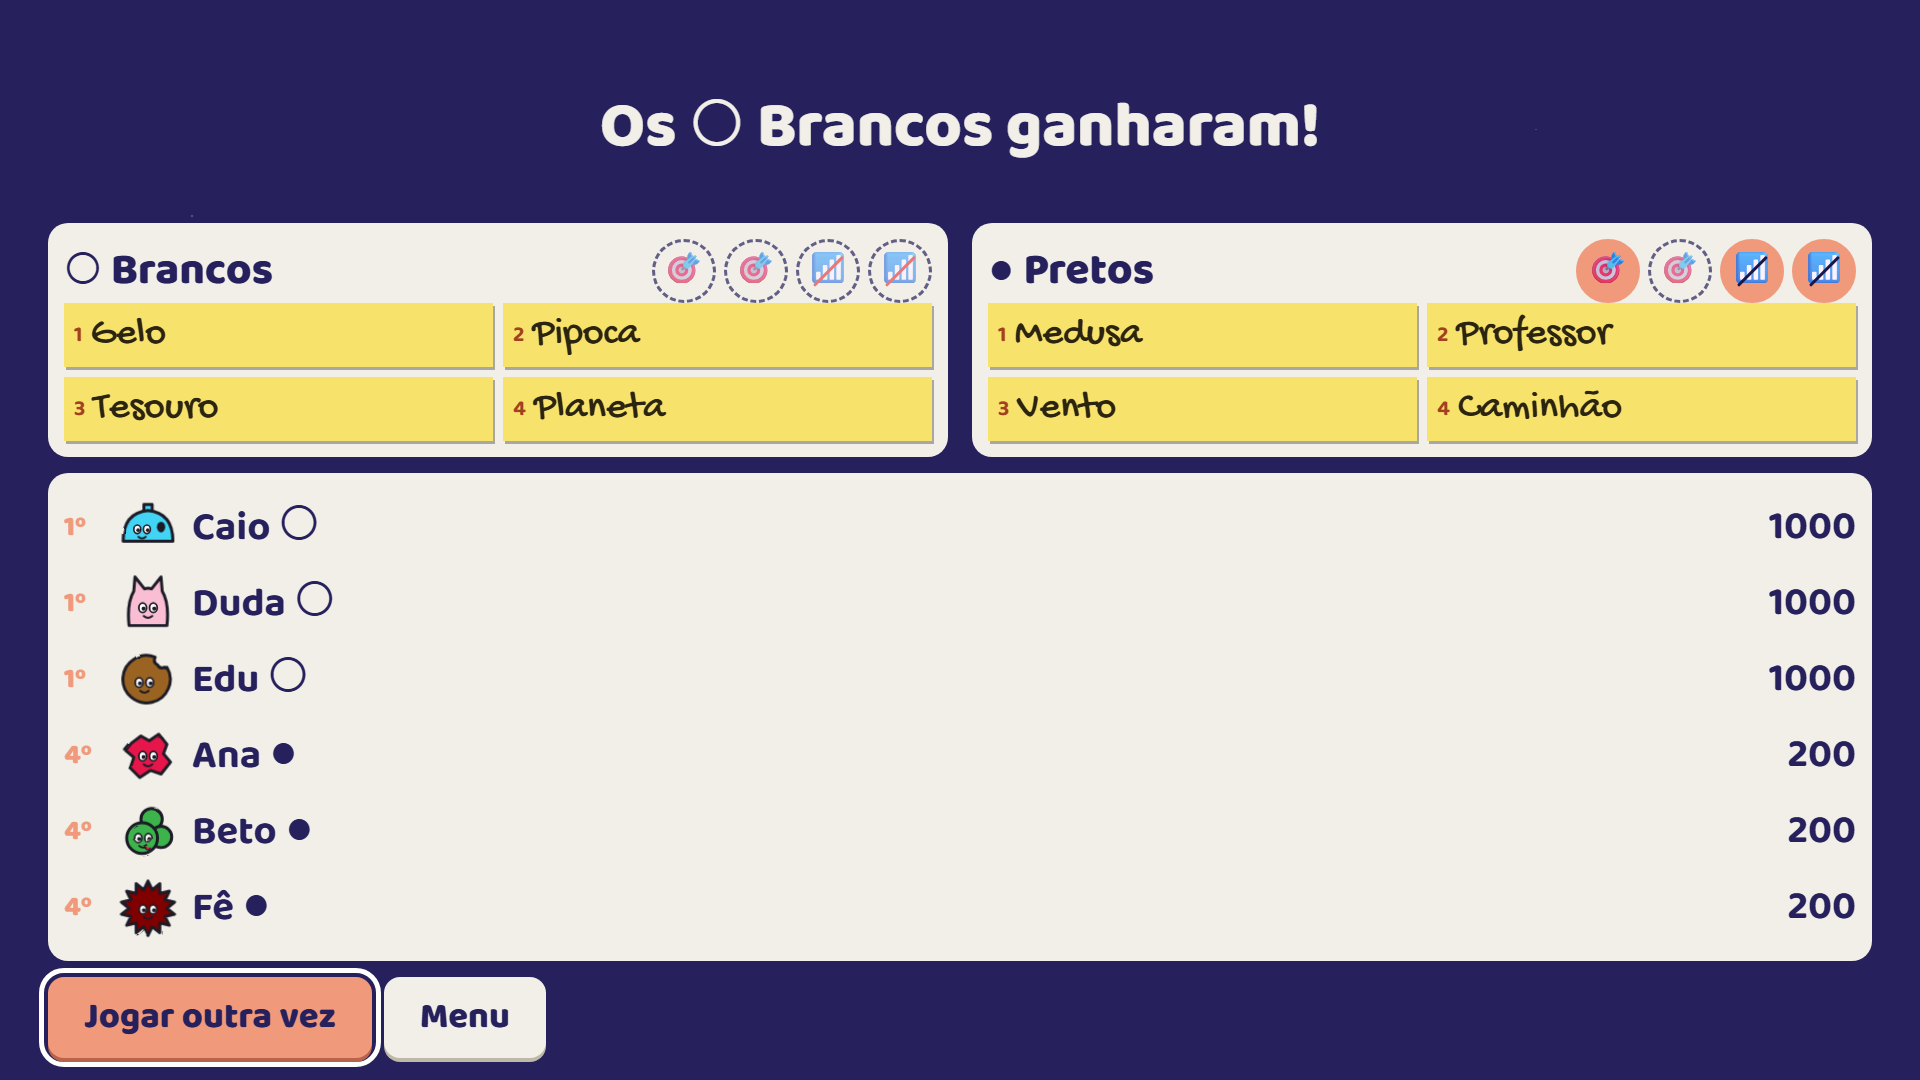 Os Brancos ganharam!
Brancos
1 Gelo
2 Pipoca
3 Tesouro
4 Planeta
Pretos
1 Medusa
2 Professor
3 Vento
4 Caminhão
1º Caio 1000
1º Duda 1000
1º Edu 1000
4º Ana 200
4º Beto 200
4º Fê 200
Jogar outra vez
Menu